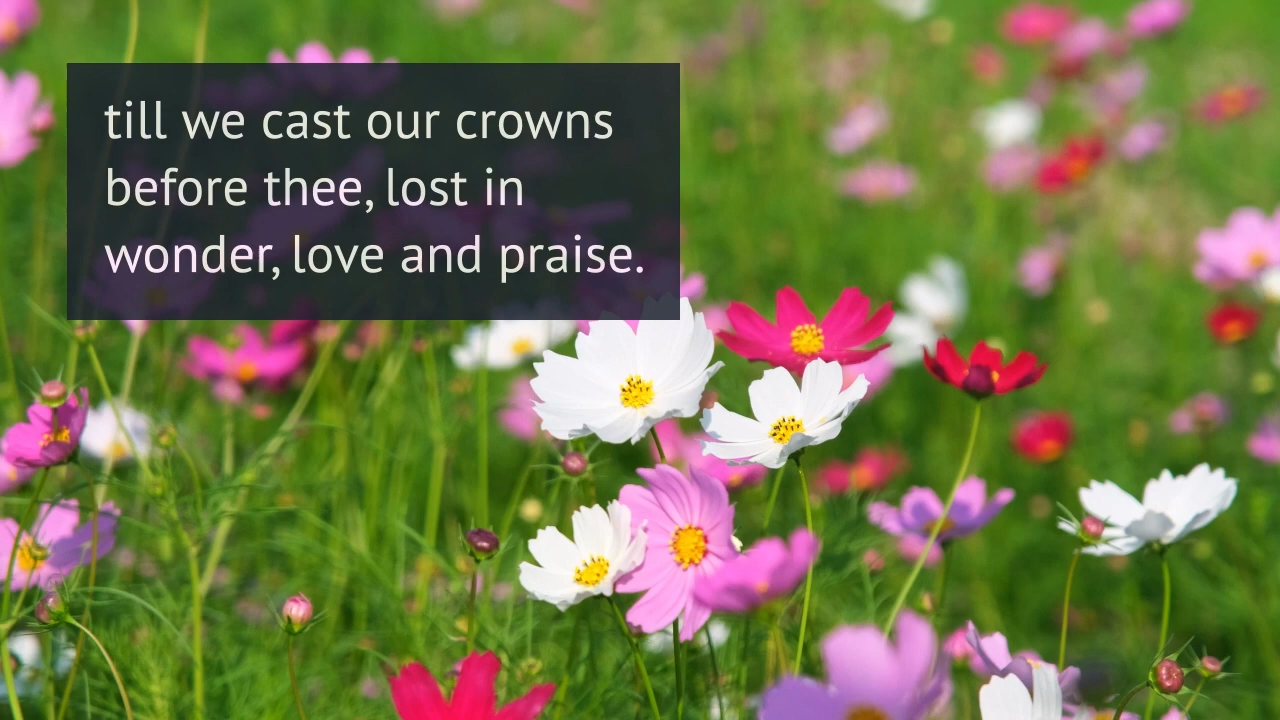 till we cast our crowns
before thee, lost in
wonder, love and praise.